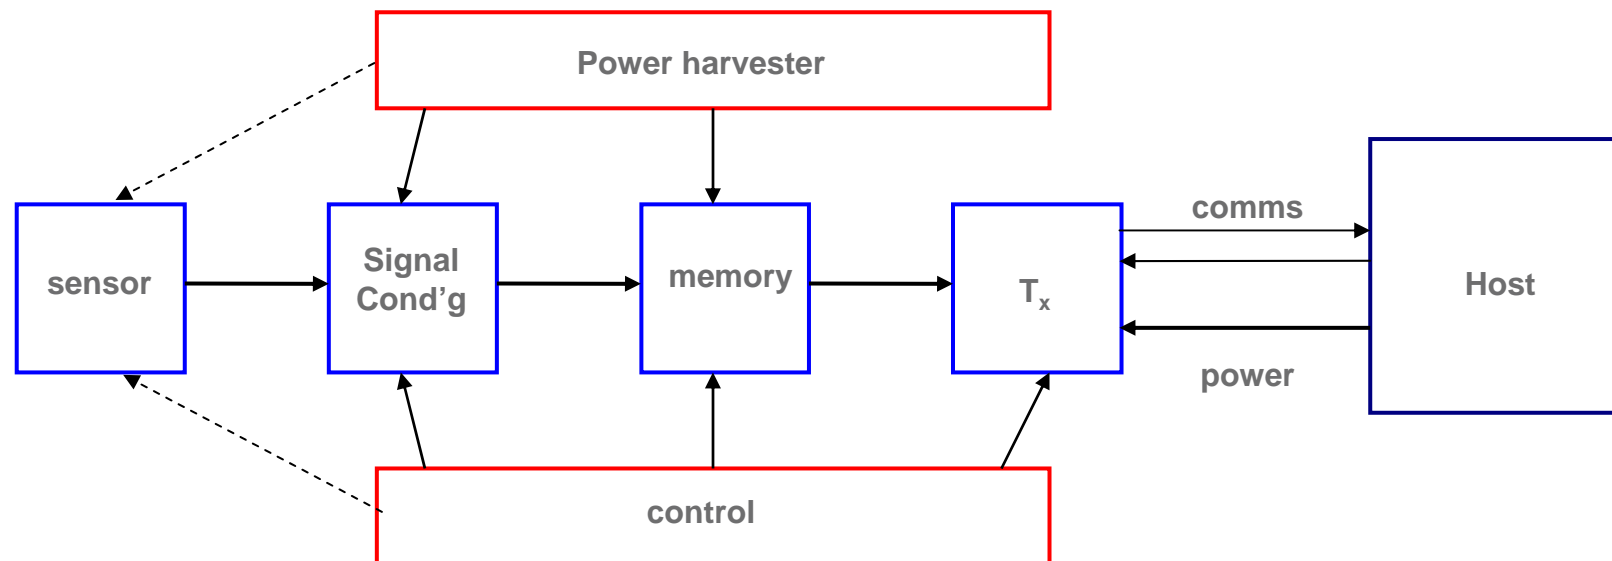 Power harvester
comms
sensor
Signal
Cond’g
memory
Tx
Host
power
control